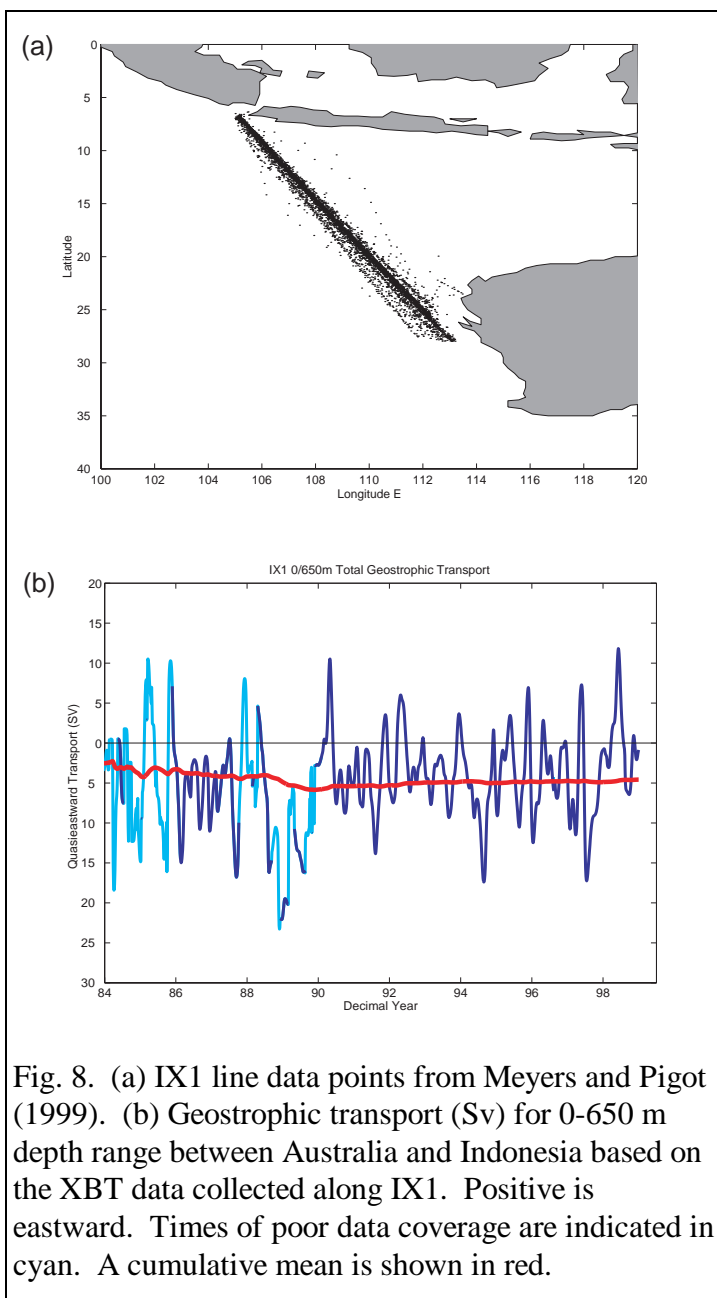 (a)
0
5
10
15
20
25
30
35
40
Latitude
100 102 104 106 108 110 112 114 116 118 120
Longitude E
(b)
IX1 0/650m Total Geostrophic Transport
20
15
10
5
0
5
10
15
20
25
30
Quasieastward Transport (SV)
84 86 88 90 92 94 96 98
Decimal Year
Fig. 8. (a) IX1 line data points from Meyers and Pigot
(1999). (b) Geostrophic transport (Sv) for 0-650 m
depth range between Australia and Indonesia based on
the XBT data collected along IX1. Positive is
eastward. Times of poor data coverage are indicated in
cyan. A cumulative mean is shown in red.